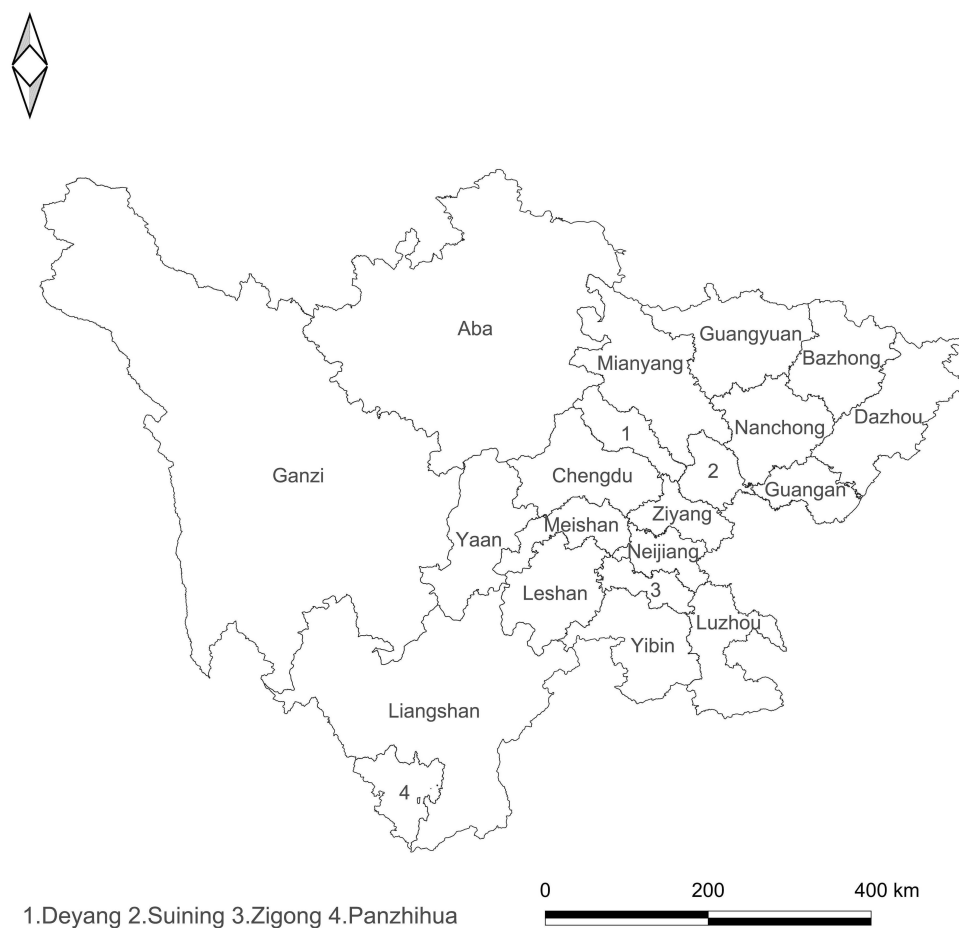 Aba
Guangyuan
Bazhong
Mianyang
Dazhou
Nanchong
1
Ganzi
Chengdu
2
Guangan
Ziyang
Meishan
Yaan
Neijiang
Leshan
3
Luzhou
Yibin
Liangshan
4
0 200 400 km
1.Deyang 2.Suining 3.Zigong 4.Panzhihua